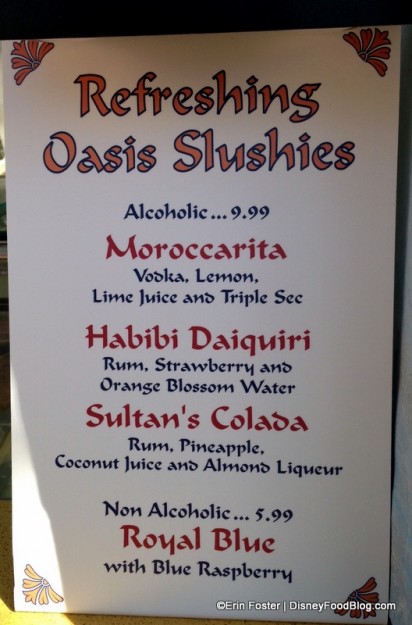 Refreshing
Oasis Slushies
Alcoholic... 9.99
Moroccarita
Vodka, Lemon,
Lime Juice and Triple Sec
Habibi Daiquiri
Rum, Strawberry and
Orange Blossom Water
Sultan's Colada
Rum, Pineapple,
Coconut Juice and Almond Liqueur
Non Alcoholic... 5.99
Royal Blue
with Blue Raspberry
©Erin Foster | DisneyFoodBlog.com